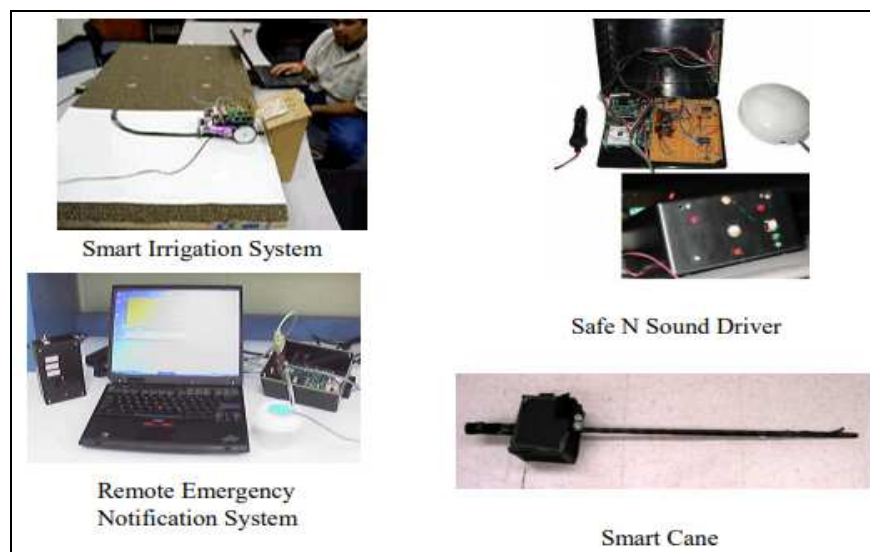 Smart Irrigation System
Safe N Sound Driver
Remote Emergency
Notification System
Smart Cane